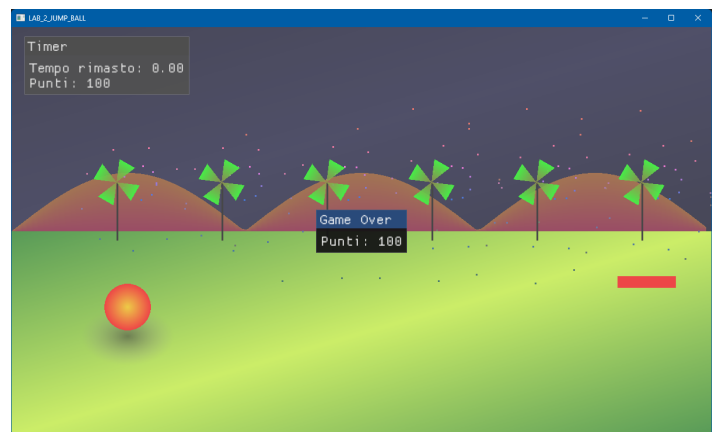 LAB_2_JUMP_BALL
Timer
Tempo rimasto: 0.00
Punti: 100
Game Over
Punti: 100